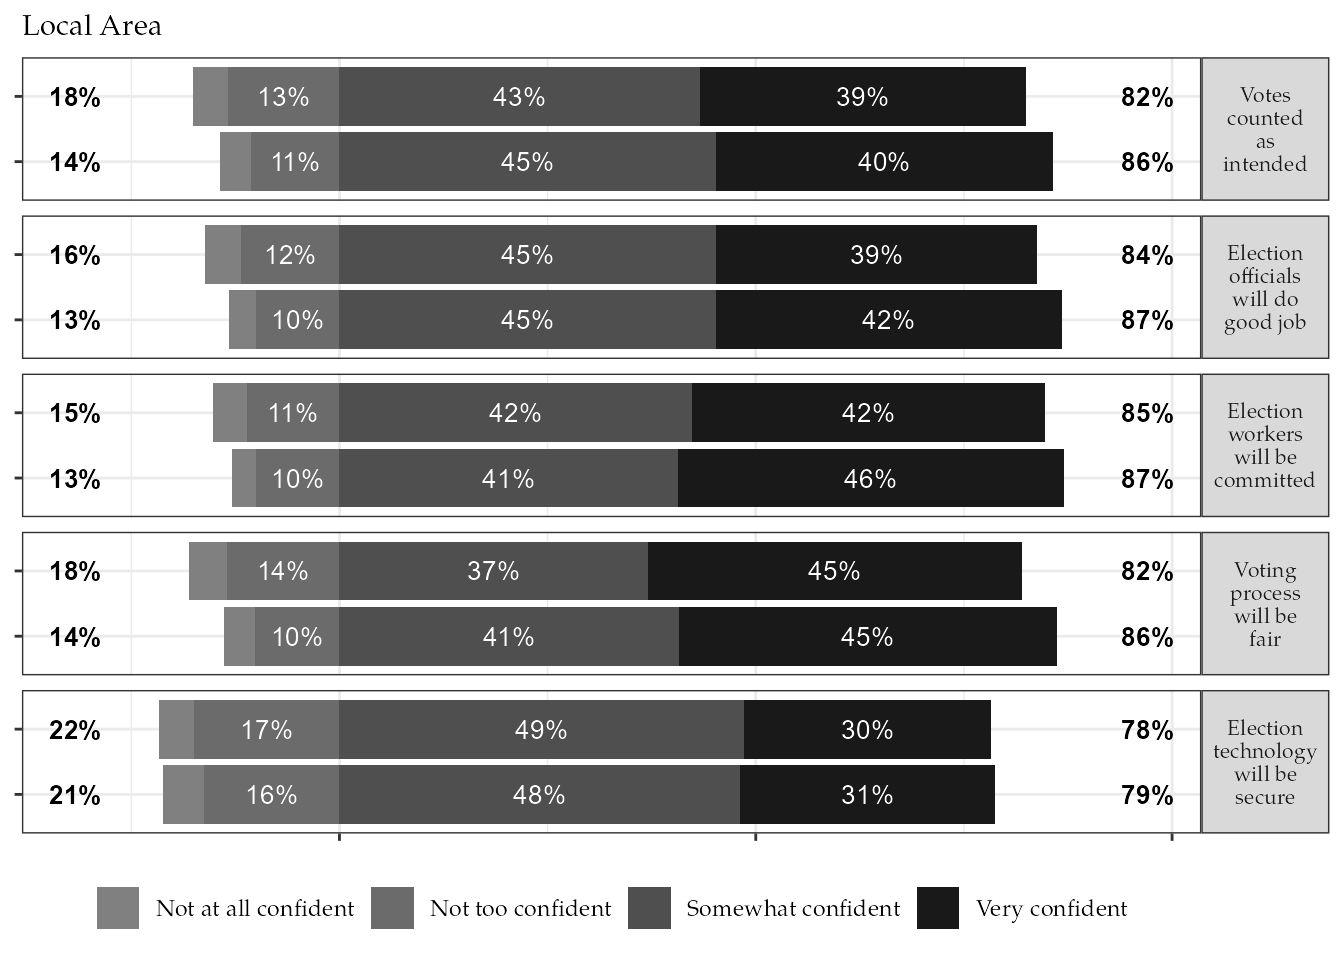 Local Area
18% 13% 43% 39% 82%
14% 11% 45% 40% 86%
Votes
counted
as
intended
16% 12% 45% 39% 84%
13% 10% 45% 42% 87%
Election
officials
will do
good job
15% 11% 42% 42% 85%
13% 10% 41% 46% 87%
Election
workers
will be
committed
18% 14% 37% 45% 82%
14% 10% 41% 45% 86%
Voting
process
will be
fair
22% 17% 49% 30% 78%
21% 16% 48% 31% 79%
Election
technology
will be
secure
Not at all confident Not too confident Somewhat confident Very confident